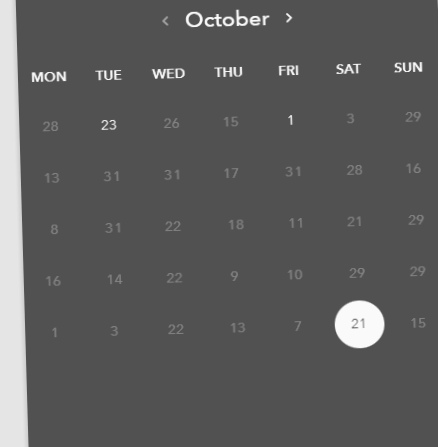 ‹ October ›
MON TUE WED THU FRI SAT SUN
28 23 26 15 1 3 29
13 31 31 17 31 28 16
8 31 22 18 11 21 29
16 14 22 9 10 29 29
1 3 22 13 7 21 15